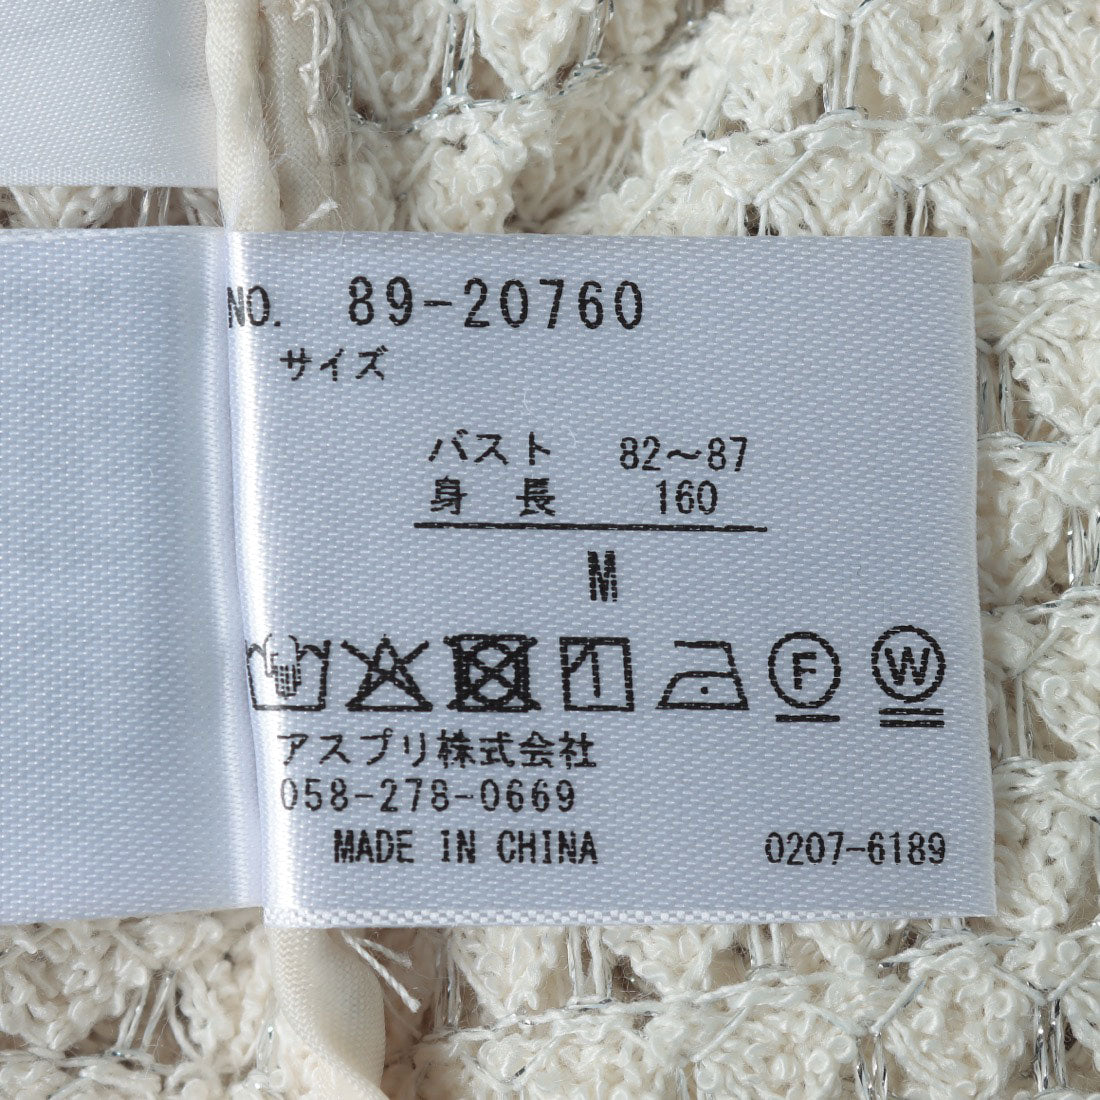 NO. 89-20760
サイズ
バスト 82～87
身長 160
M
F W
アスプリ株式会社
058-278-0669
MADE IN CHINA 0207-6189